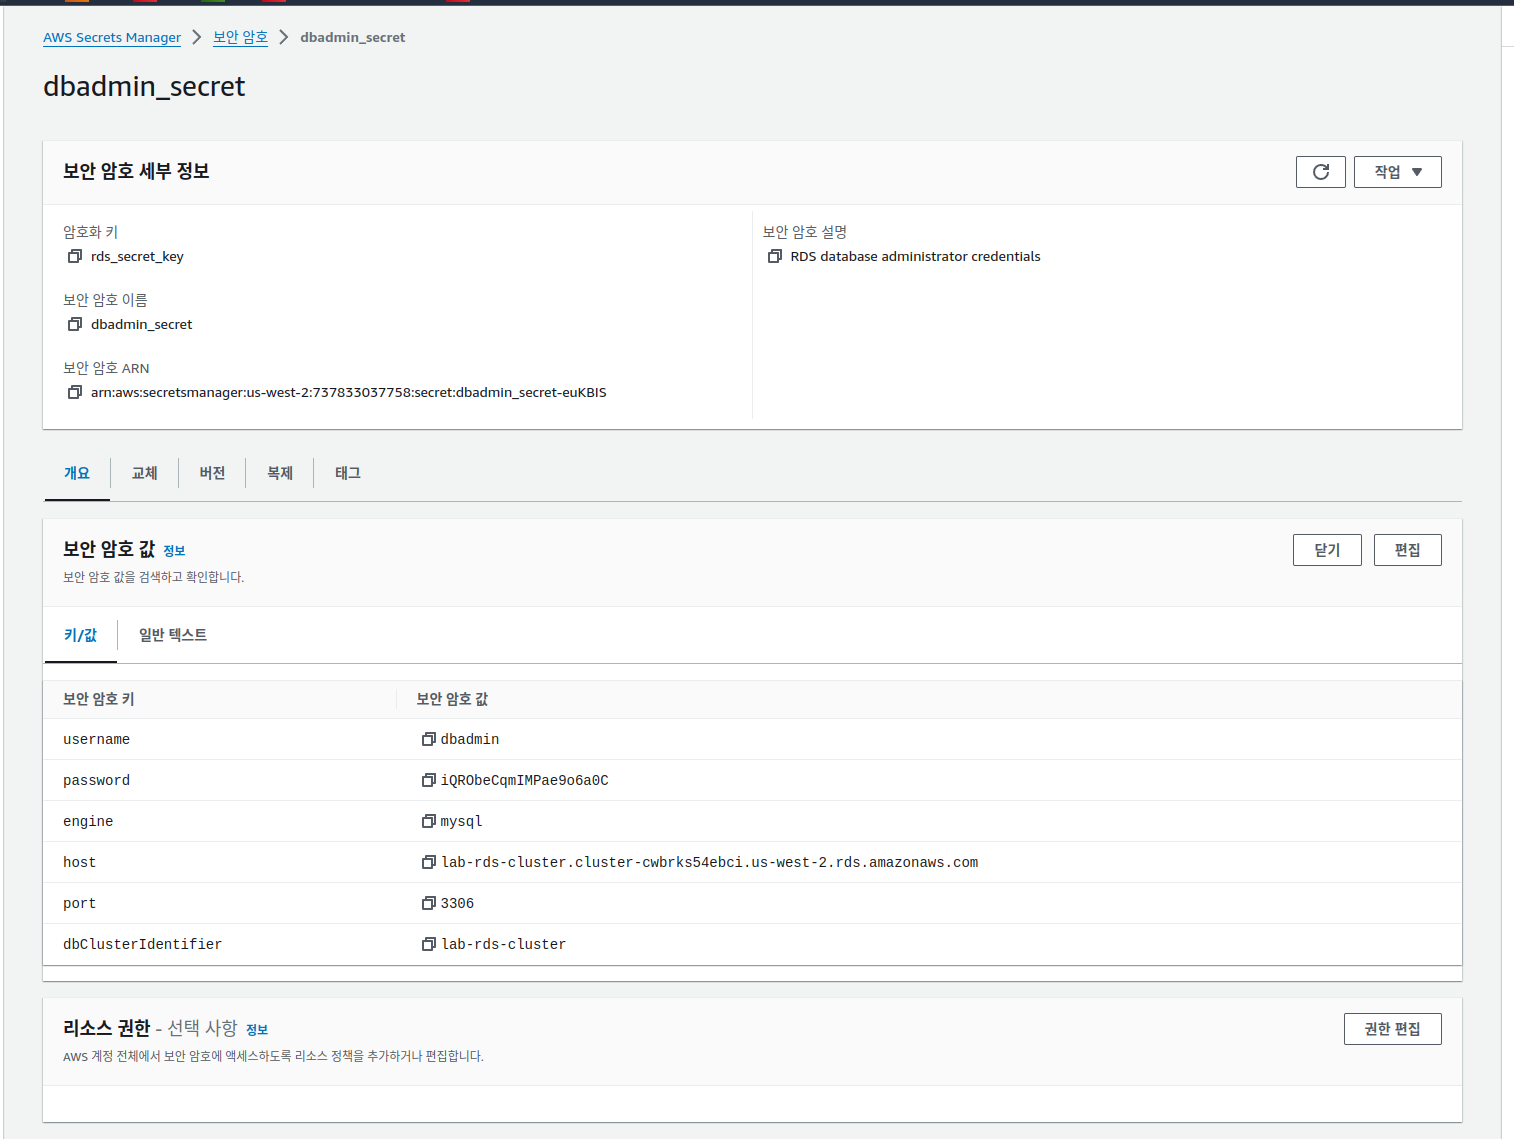 AWS Secrets Manager > 보안 암호 > dbadmin_secret
dbadmin_secret
보안 암호 세부 정보
작업
암호화 키
rds_secret_key
보안 암호 설명
RDS database administrator credentials
보안 암호 이름
dbadmin_secret
보안 암호 ARN
arn:aws:secretsmanager:us-west-2:737833037758:secret:dbadmin_secret-euKBIS
개요 교체 버전 복제 태그
보안 암호 값 정보
닫기 편집
보안 암호 값을 검색하고 확인합니다.
키/값 일반 텍스트
보안 암호 키 보안 암호 값
username dbadmin
password iQRObeCqmIMPae9o6a0C
engine mysql
host lab-rds-cluster.cluster-cwbrks54ebci.us-west-2.rds.amazonaws.com
port 3306
dbClusterIdentifier lab-rds-cluster
리소스 권한 - 선택 사항 정보
권한 편집
AWS 계정 전체에서 보안 암호에 액세스하도록 리소스 정책을 추가하거나 편집합니다.